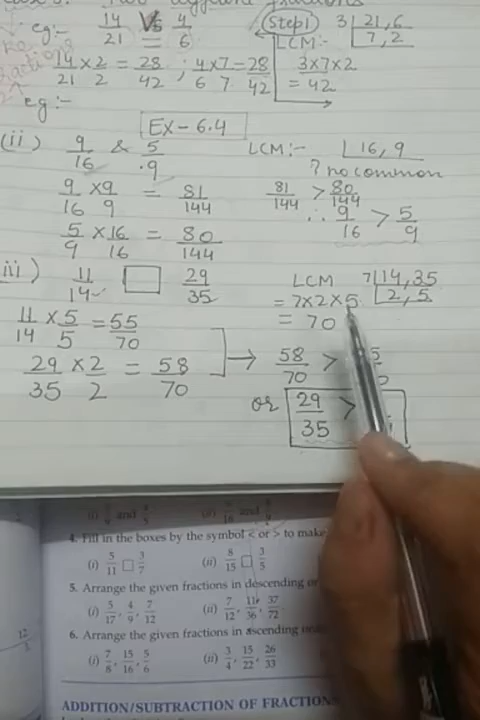 eg:- 14/21 Vs 4/6
Step1 3 | 21, 6
LCM:- 7, 2
14/21 × 2/2 = 28/42 ; 4/6 × 7/7 = 28/42 3×7×2
= 42
eg:-
Ex-6.4
(ii) 9/16 & 5/9 LCM:- 16, 9
? no common
9/16 × 9/9 = 81/144 81/144 > 80/144
∴ 9/16 > 5/9
5/9 × 16/16 = 80/144
iii) 11/14 □ 29/35 LCM 7 | 14, 35
= 7×2×5 2, 5
= 70
11/14 × 5/5 = 55/70
29/35 × 2/2 = 58/70 → 58/70 >
or 29/35 >
(i) and (ii) and
4. Fill in the boxes by the symbol < or > to make
(i) 5/11 □ 3/7 (ii) 8/15 □ 3/5
5. Arrange the given fractions in descending
(i) 5/17, 4/9, 7/12 (ii) 7/12, 11/36, 37/72
6. Arrange the given fractions in ascending
(i) 7/8, 15/16, 5/6 (ii) 3/4, 15/22, 26/33
ADDITION/SUBTRACTION OF FRACTIONS